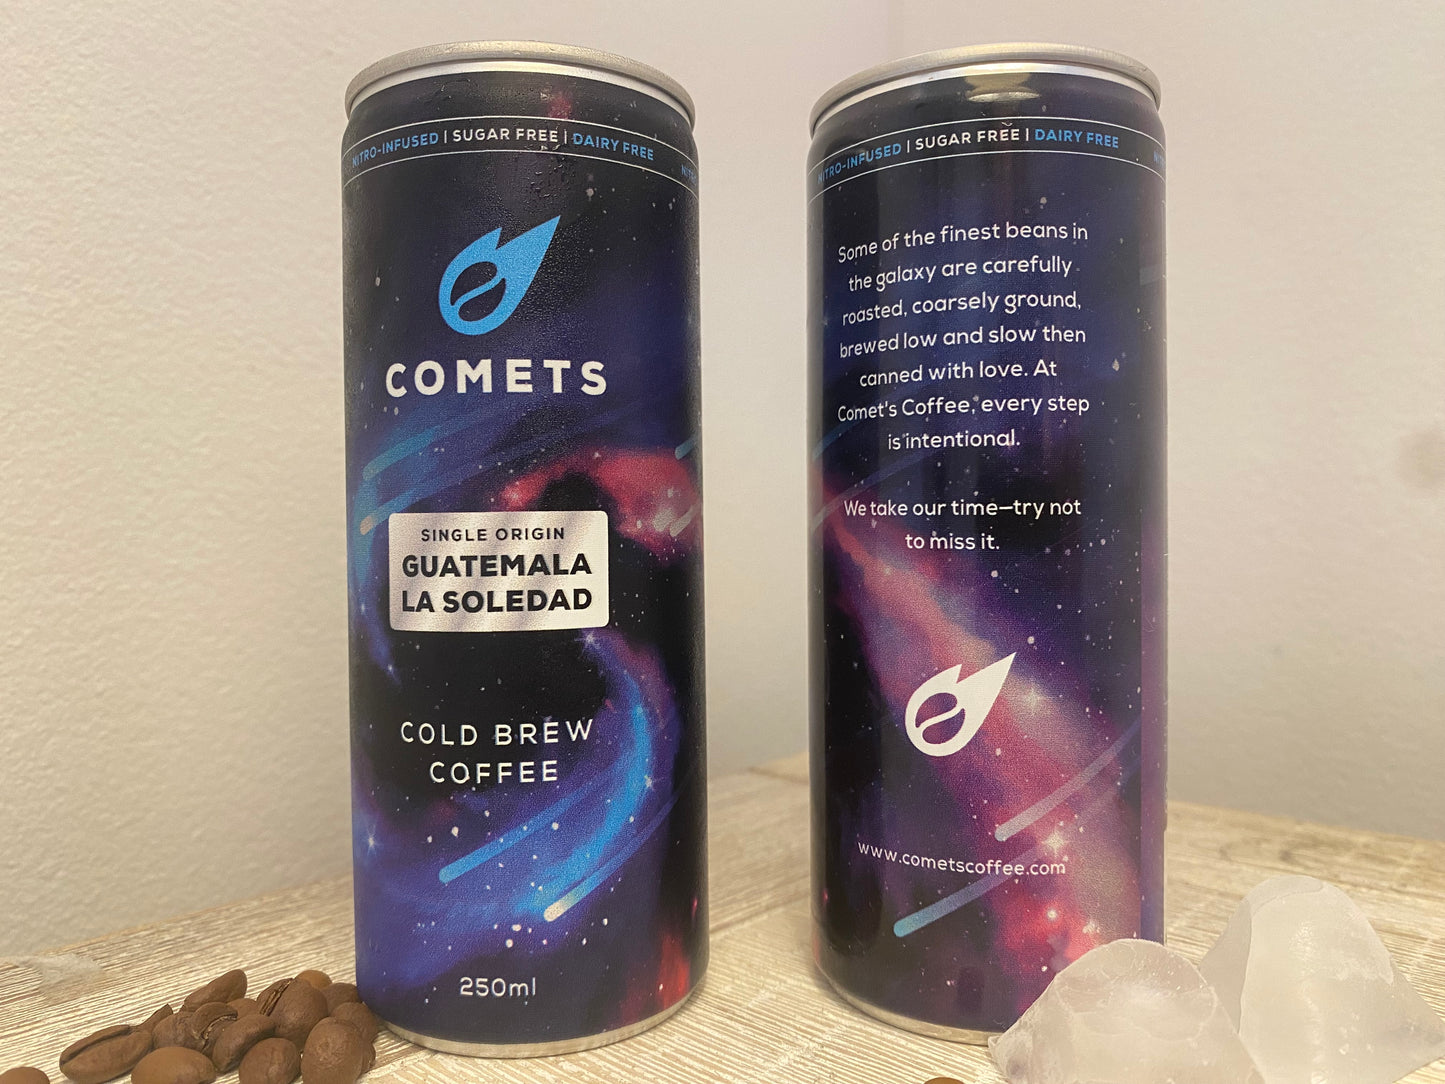 NITRO-INFUSED | SUGAR FREE | DAIRY FREE
COMETS
SINGLE ORIGIN
GUATEMALA
LA SOLEDAD
COLD BREW
COFFEE
250ml
NITRO-INFUSED | SUGAR FREE | DAIRY FREE
Some of the finest beans in
the galaxy are carefully
roasted, coarsely ground,
brewed low and slow then
canned with love. At
Comet's Coffee, every step
is intentional.
We take our time—try not
to miss it.
www.cometscoffee.com